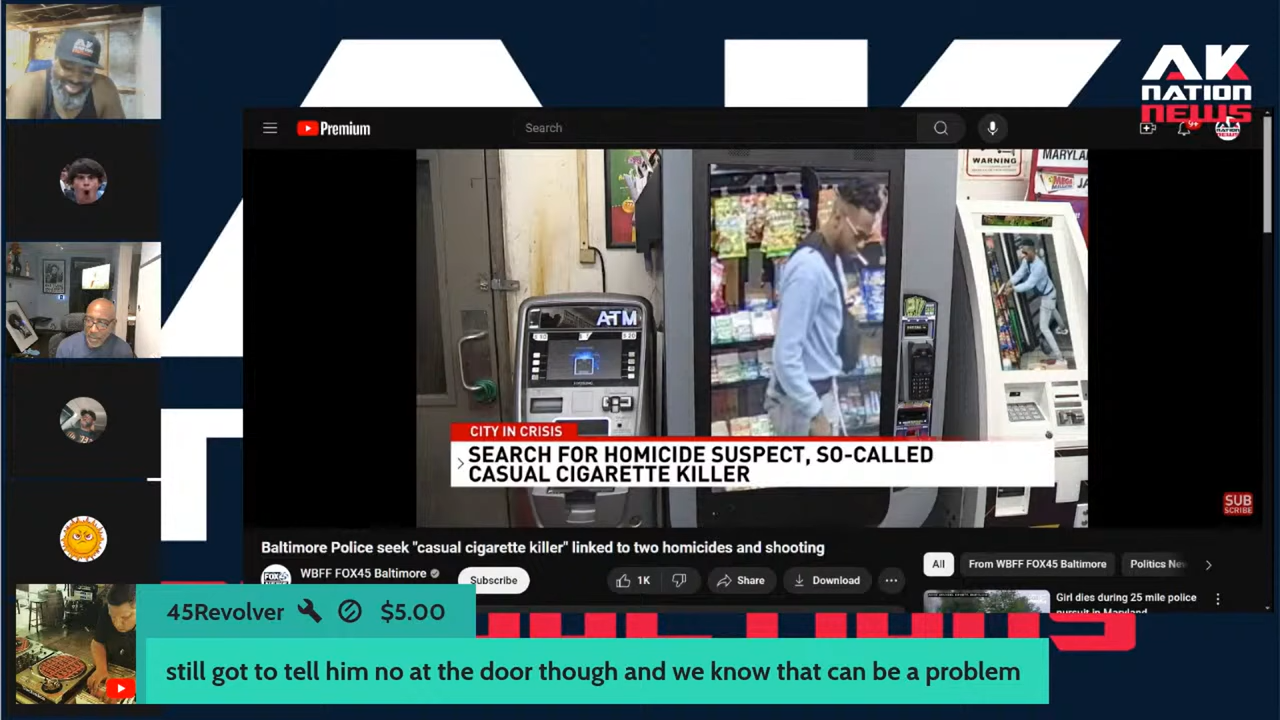 AK
NATION
NEWS
Premium
Search
9+
WARNING
MARYLA
ATM
CITY IN CRISIS
SEARCH FOR HOMICIDE SUSPECT, SO-CALLED
CASUAL CIGARETTE KILLER
SUB
SCRIBE
Baltimore Police seek "casual cigarette killer" linked to two homicides and shooting
WBFF FOX45 Baltimore
Subscribe
1K
Share
Download
All
From WBFF FOX45 Baltimore
Politics Ne
Girl dies during 25 mile police
pursuit in Maryland
45Revolver
$5.00
still got to tell him no at the door though and we know that can be a problem